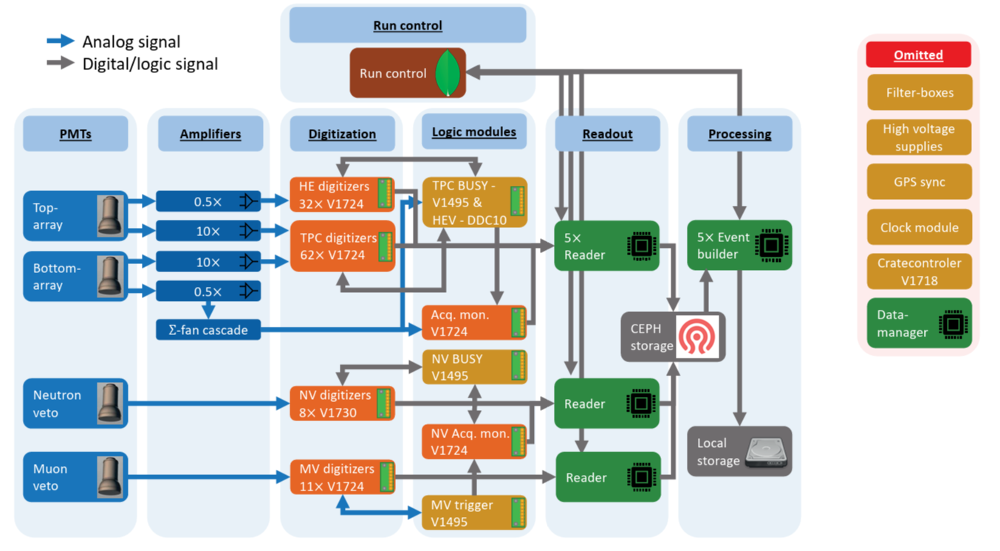 Analog signal
Digital/logic signal
Run control
Run control
PMTs
Amplifiers
Digitization
Logic modules
Readout
Processing
Top-
array
Bottom-
array
Neutron
veto
Muon
veto
0.5×
10×
10×
0.5×
Σ-fan cascade
HE digitizers
32× V1724
TPC digitizers
62× V1724
NV digitizers
8× V1730
MV digitizers
11× V1724
TPC BUSY -
V1495 &
HEV - DDC10
Acq. mon.
V1724
NV BUSY
V1495
NV Acq. mon.
V1724
MV trigger
V1495
5×
Reader
Reader
Reader
5× Event
builder
CEPH
storage
Local
storage
Omitted
Filter-boxes
High voltage
supplies
GPS sync
Clock module
Cratecontroler
V1718
Data-
manager